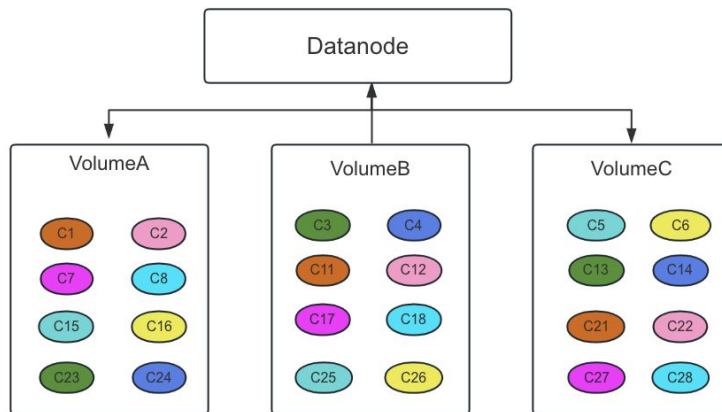 Datanode
VolumeA
C1 C2
C7 C8
C15 C16
C23 C24
VolumeB
C3 C4
C11 C12
C17 C18
C25 C26
VolumeC
C5 C6
C13 C14
C21 C22
C27 C28